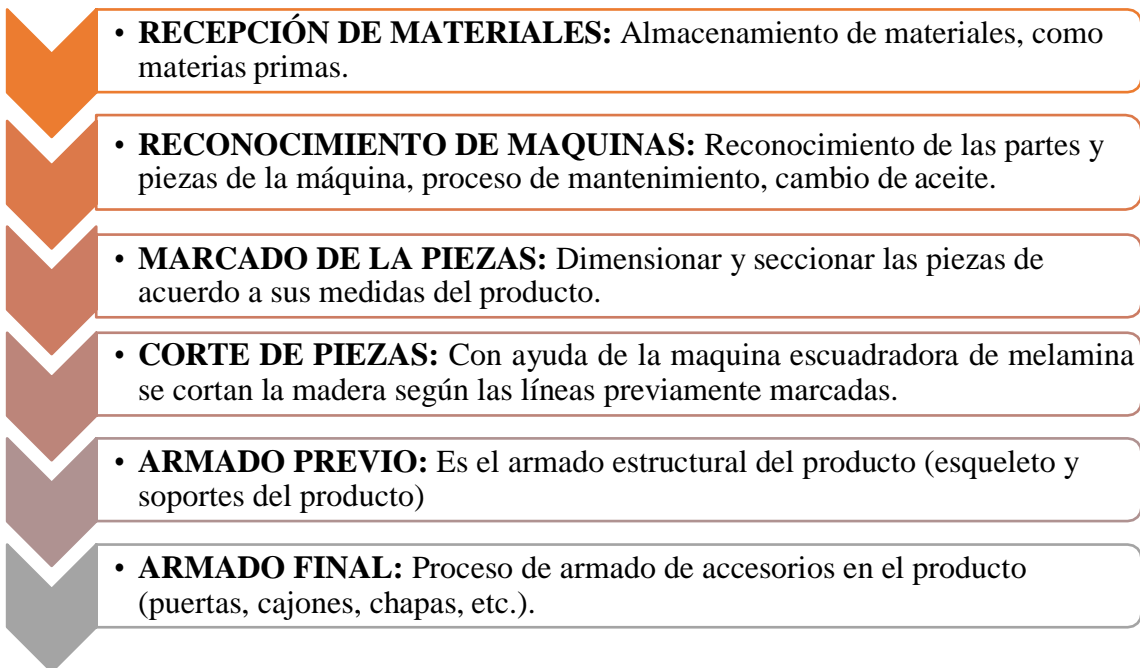 • RECEPCIÓN DE MATERIALES: Almacenamiento de materiales, como
materias primas.
• RECONOCIMIENTO DE MAQUINAS: Reconocimiento de las partes y
piezas de la máquina, proceso de mantenimiento, cambio de aceite.
• MARCADO DE LA PIEZAS: Dimensionar y seccionar las piezas de
acuerdo a sus medidas del producto.
• CORTE DE PIEZAS: Con ayuda de la maquina escuadradora de melamina
se cortan la madera según las líneas previamente marcadas.
• ARMADO PREVIO: Es el armado estructural del producto (esqueleto y
soportes del producto)
• ARMADO FINAL: Proceso de armado de accesorios en el producto
(puertas, cajones, chapas, etc.).